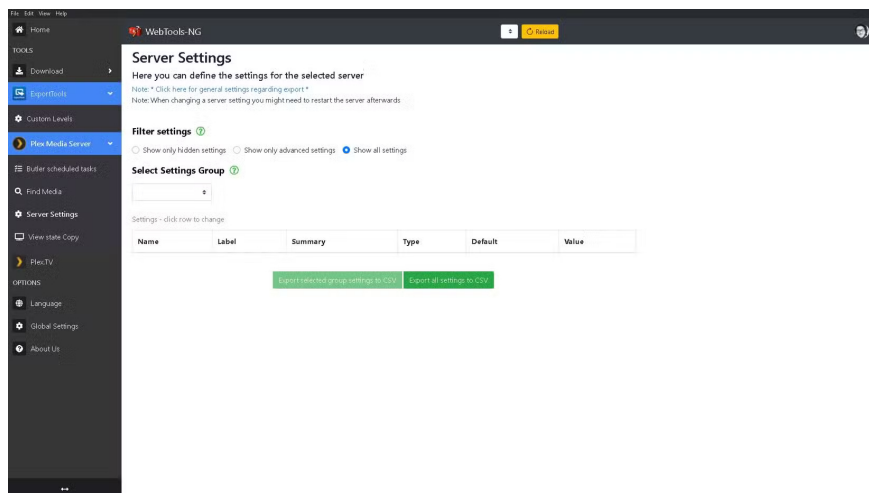 File Edit View Help
Home
WebTools-NG
Reload
TOOLS
Download
ExportTools
Custom Levels
Plex Media Server
Butler scheduled tasks
Find Media
Server Settings
View state Copy
PlexTV
OPTIONS
Language
Global Settings
About Us
Server Settings
Here you can define the settings for the selected server
Note: * Click here for general settings regarding export *
Note: When changing a server setting you might need to restart the server afterwards
Filter settings
Show only hidden settings Show only advanced settings Show all settings
Select Settings Group
Settings - click row to change
Name Label Summary Type Default Value
Export selected group settings to CSV Export all settings to CSV